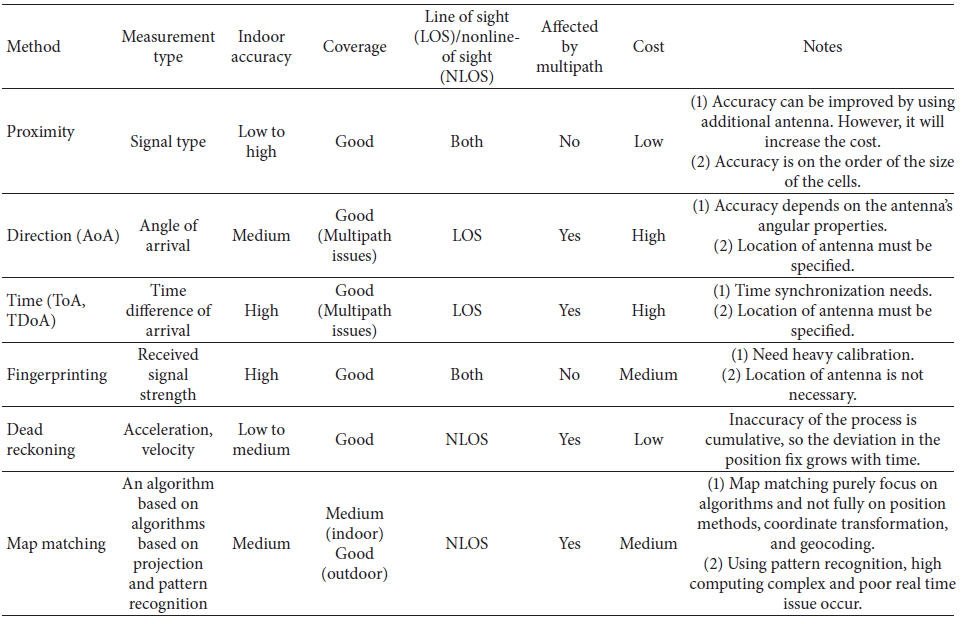 Method
Measurement
type
Indoor
accuracy
Coverage
Line of sight
(LOS)/nonline-
of sight
(NLOS)
Affected
by
multipath
Cost
Notes
Proximity
Signal type
Low to
high
Good
Both
No
Low
(1) Accuracy can be improved by using
additional antenna. However, it will
increase the cost.
(2) Accuracy is on the order of the size
of the cells.
Direction (AoA)
Angle of
arrival
Medium
Good
(Multipath
issues)
LOS
Yes
High
(1) Accuracy depends on the antenna's
angular properties.
(2) Location of antenna must be
specified.
Time (ToA,
TDoA)
Time
difference of
arrival
High
Good
(Multipath
issues)
LOS
Yes
High
(1) Time synchronization needs.
(2) Location of antenna must be
specified.
Fingerprinting
Received
signal
strength
High
Good
Both
No
Medium
(1) Need heavy calibration.
(2) Location of antenna is not
necessary.
Dead
reckoning
Acceleration,
velocity
Low to
medium
Good
NLOS
Yes
Low
Inaccuracy of the process is
cumulative, so the deviation in the
position fix grows with time.
Map matching
An algorithm
based on
algorithms
based on
projection
and pattern
recognition
Medium
Medium
(indoor)
Good
(outdoor)
NLOS
Yes
Medium
(1) Map matching purely focus on
algorithms and not fully on position
methods, coordinate transformation,
and geocoding.
(2) Using pattern recognition, high
computing complex and poor real time
issue occur.